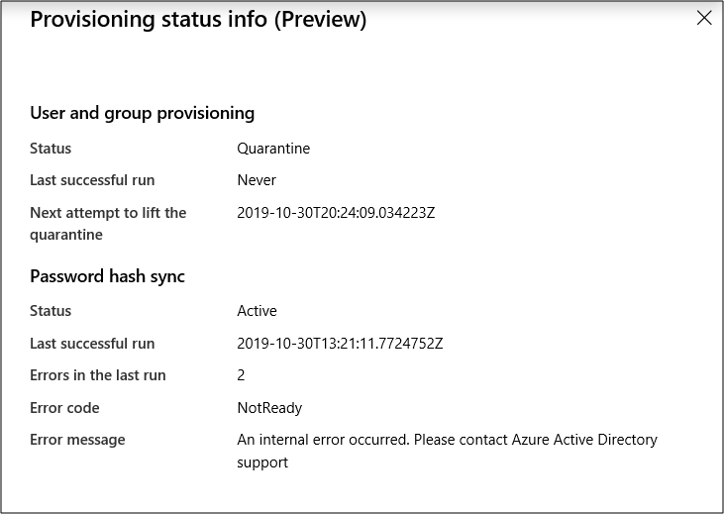 Provisioning status info (Preview)
User and group provisioning
Status Quarantine
Last successful run Never
Next attempt to lift the 2019-10-30T20:24:09.034223Z
quarantine
Password hash sync
Status Active
Last successful run 2019-10-30T13:21:11.7724752Z
Errors in the last run 2
Error code NotReady
Error message An internal error occurred. Please contact Azure Active Directory
support